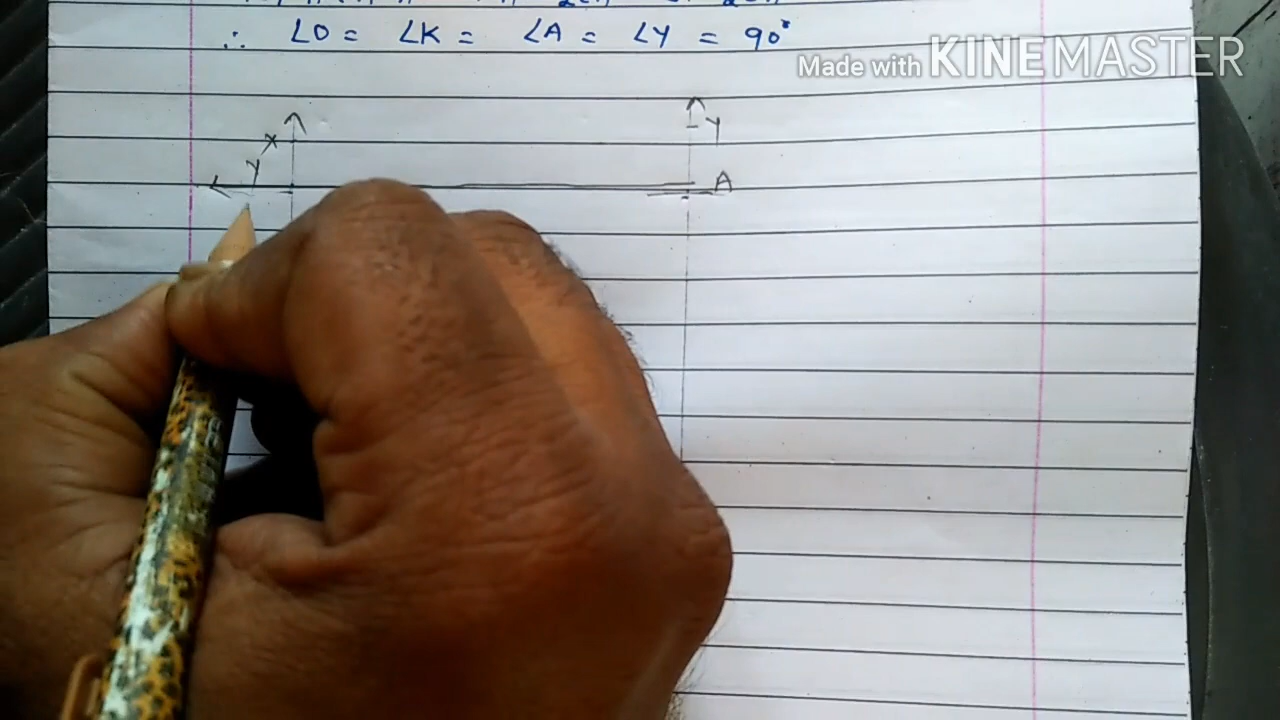 ∴ ∠O = ∠K = ∠A = ∠Y = 90°
Made with KINEMASTER
X
Y
Y
A